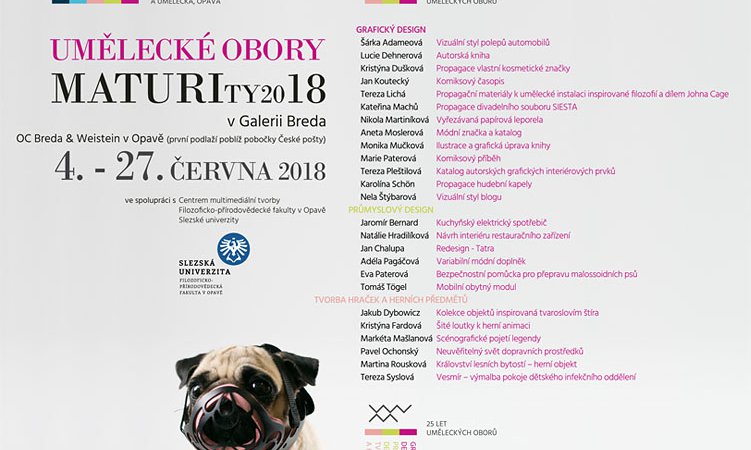 A UMĚLECKÁ, OPAVA
UMĚLECKÝCH OBORŮ
UMĚLECKÉ OBORY
MATURITY2018
v Galerii Breda
OC Breda & Weistein v Opavě (první podlaží poblíž pobočky České pošty)
4. - 27. ČERVNA 2018
ve spolupráci s Centrem multimediální tvorby
Filozoficko-přírodovědecké fakulty v Opavě
Slezské univerzity
SLEZSKÁ
UNIVERZITA
FILOZOFICKO-
PŘÍRODOVĚDECKÁ
FAKULTA V OPAVĚ
GRAFICKÝ DESIGN
Šárka Adameová Vizuální styl polepů automobilů
Lucie Dehnerová Autorská kniha
Kristýna Dušková Propagace vlastní kosmetické značky
Jan Koutecký Komiksový časopis
Tereza Lichá Propagační materiály k umělecké instalaci inspirované filozofií a dílem Johna Cage
Kateřina Machů Propagace divadelního souboru SIESTA
Nikola Martiníková Vyřezávaná papírová leporela
Aneta Moslerová Módní značka a katalog
Monika Mučková Ilustrace a grafická úprava knihy
Marie Paterová Komiksový příběh
Tereza Pleštilová Katalog autorských grafických interiérových prvků
Karolína Schön Propagace hudební kapely
Nela Štýbarová Vizuální styl blogu
PRŮMYSLOVÝ DESIGN
Jaromír Bernard Kuchyňský elektrický spotřebič
Natálie Hradilíková Návrh interiéru restauračního zařízení
Jan Chalupa Redesign - Tatra
Adéla Pagáčová Variabilní módní doplněk
Eva Paterová Bezpečnostní pomůcka pro přepravu malossoidních psů
Tomáš Tögel Mobilní obytný modul
TVORBA HRAČEK A HERNÍCH PŘEDMĚTŮ
Jakub Dybowicz Kolekce objektů inspirovaná tvaroslovím štíra
Kristýna Fardová Šité loutky k herní animaci
Markéta Mašlanová Scénografické pojetí legendy
Pavel Ochonský Neuvěřitelný svět dopravních prostředků
Martina Rousková Království lesních bytostí – herní objekt
Tereza Syslová Vesmír – výmalba pokoje dětského infekčního oddělení
25 LET
UMĚLECKÝCH OBORŮ